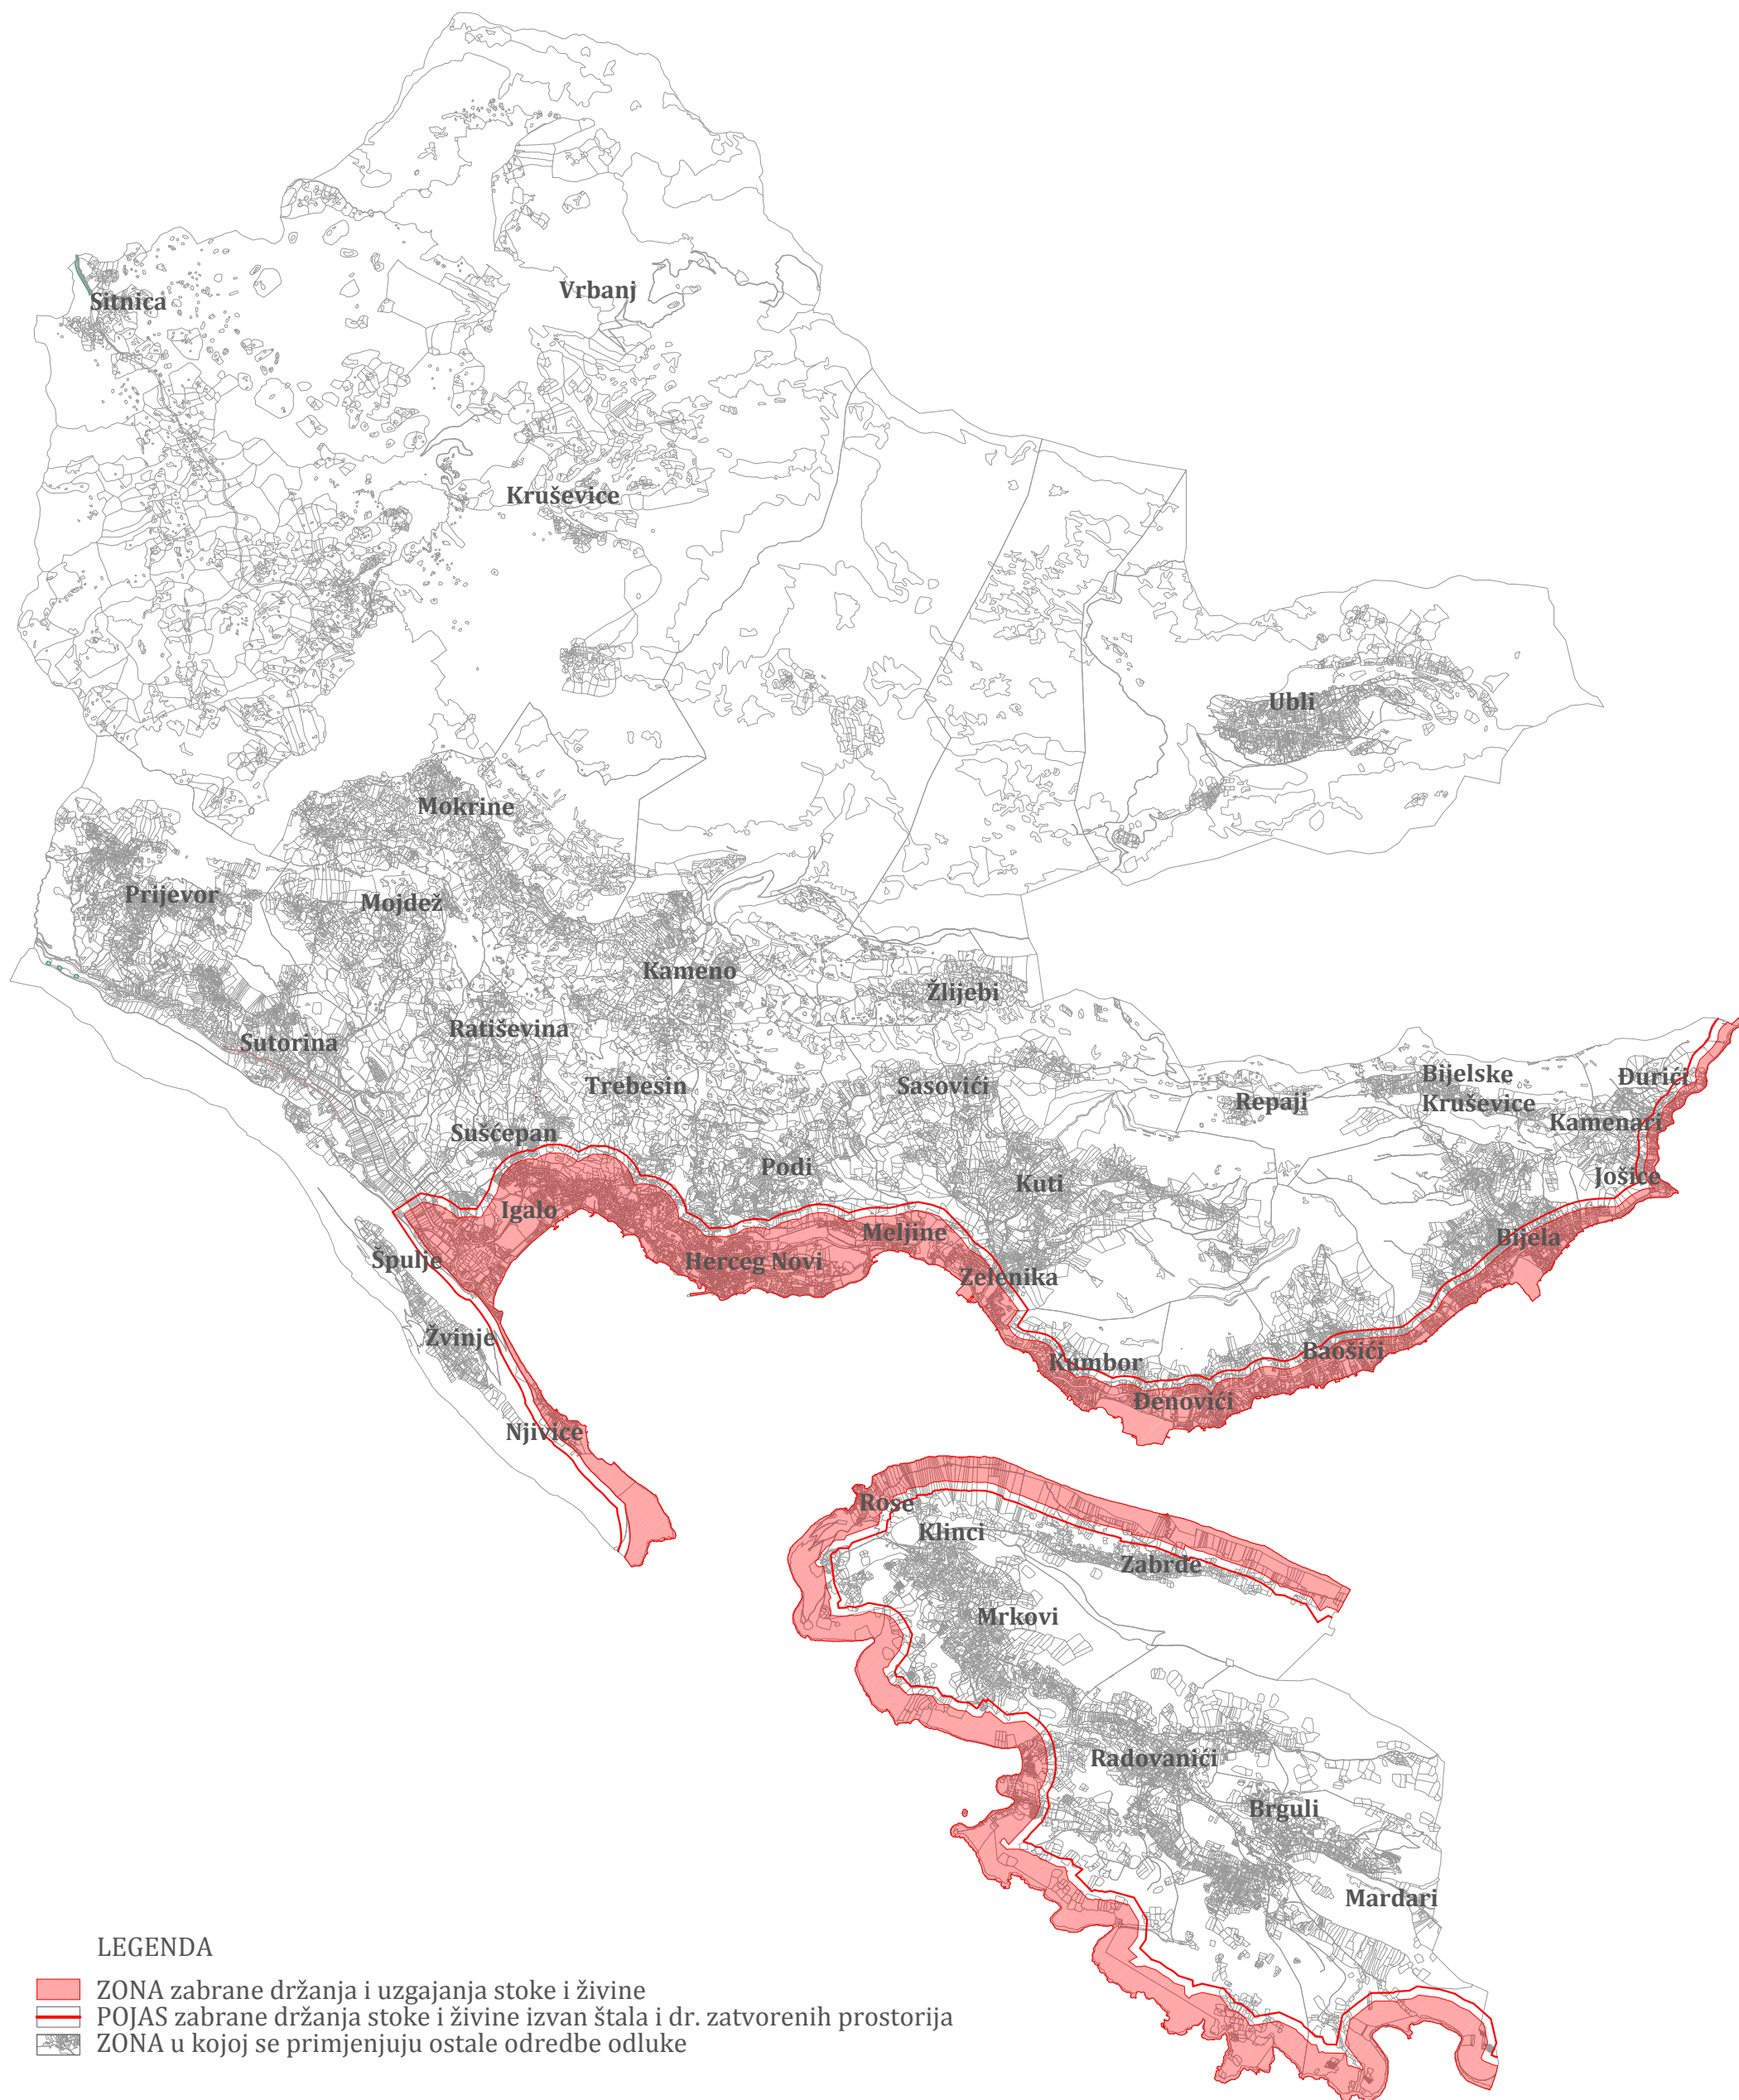 Sitnica
Vrbanj
Kruševice
Ubli
Mokrine
Prijevor
Mojdež
Kameno
Žlijebi
Ratiševina
Sutorina
Trebesin
Sasovići
Repaji
Bijelske
Kruševice
Đurići
Kamenari
Sušćepan
Podi
Kuti
Jošice
Igalo
Meljine
Bijela
Herceg Novi
Špulje
Zelenika
Žvinje
Kumbor
Baošići
Đenovići
Njivice
Rose
Klinci
Zabrđe
Mrkovi
Radovanići
Brguli
Mardari
LEGENDA
ZONA zabrane držanja i uzgajanja stoke i živine
POJAS zabrane držanja stoke i živine izvan štala i dr. zatvorenih prostorija
ZONA u kojoj se primjenjuju ostale odredbe odluke